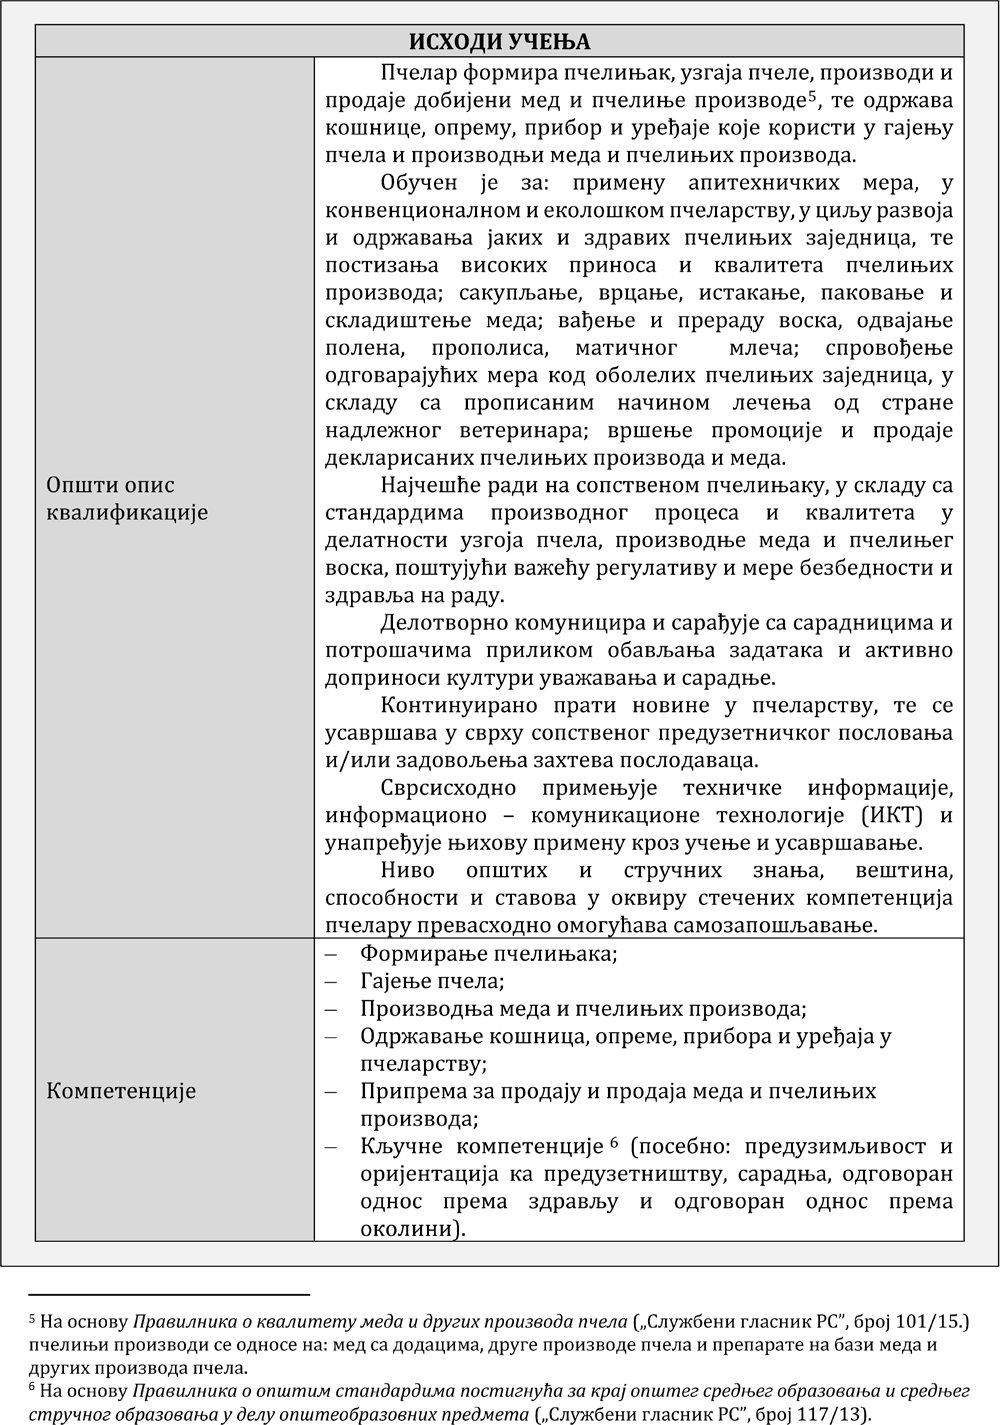 ИСХОДИ УЧЕЊА
Општи опис
квалификације
Пчелар формира пчелињак, узгаја пчеле, производи и
продаје добијени мед и пчелиње производе⁵, те одржава
кошнице, опрему, прибор и уређаје које користи у гајењу
пчела и производњи меда и пчелињих производа.
Обучен је за: примену апитехничких мера, у
конвенционалном и еколошком пчеларству, у циљу развоја
и одржавања јаких и здравих пчелињих заједница, те
постизања високих приноса и квалитета пчелињих
производа; сакупљање, врцање, истакање, паковање и
складиштење меда; вађење и прераду воска, одвајање
полена, прополиса, матичног млеча; спровођење
одговарајућих мера код оболелих пчелињих заједница, у
складу са прописаним начином лечења од стране
надлежног ветеринара; вршење промоције и продаје
декларисаних пчелињих производа и меда.
Најчешће ради на сопственом пчелињаку, у складу са
стандардима производног процеса и квалитета у
делатности узгоја пчела, производње меда и пчелињег
воска, поштујући важећу регулативу и мере безбедности и
здравља на раду.
Делотворно комуницира и сарађује са сарадницима и
потрошачима приликом обављања задатака и активно
доприноси култури уважавања и сарадње.
Континуирано прати новине у пчеларству, те се
усавршава у сврху сопственог предузетничког пословања
и/или задовољења захтева послодаваца.
Сврсисходно примењује техничке информације,
информационо – комуникационе технологије (ИКТ) и
унапређује њихову примену кроз учење и усавршавање.
Ниво општих и стручних знања, вештина,
способности и ставова у оквиру стечених компетенција
пчелару превасходно омогућава самозапошљавање.
Компетенције
– Формирање пчелињака;
– Гајење пчела;
– Производња меда и пчелињих производа;
– Одржавање кошница, опреме, прибора и уређаја у
пчеларству;
– Припрема за продају и продаја меда и пчелињих
производа;
– Кључне компетенције ⁶ (посебно: предузимљивост и
оријентација ка предузетништву, сарадња, одговоран
однос према здрављу и одговоран однос према
околини).
⁵ На основу Правилника о квалитету меда и других производа пчела („Службени гласник РС”, број 101/15.)
пчелињи производи се односе на: мед са додацима, друге производе пчела и препарате на бази меда и
других производа пчела.
⁶ На основу Правилника о општим стандардима постигнућа за крај општег средњег образовања и средњег
стручног образовања у делу општеобразовних предмета („Службени гласник РС”, број 117/13).